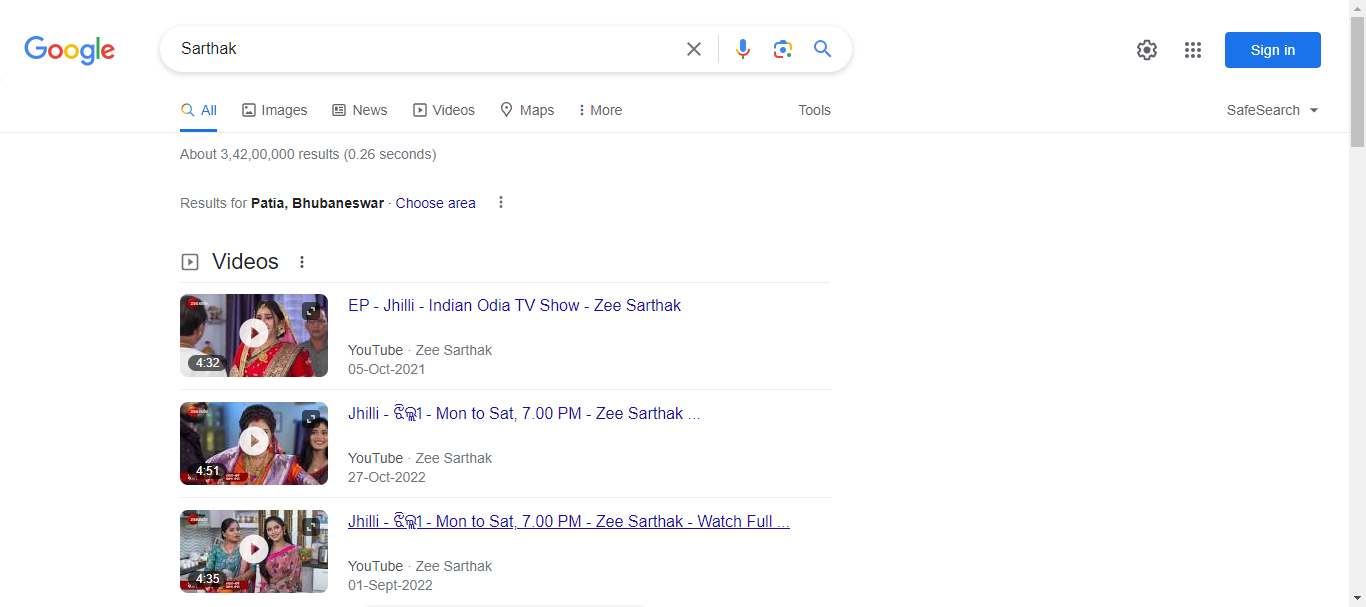 Google
Sarthak
Sign in
All Images News Videos Maps More Tools SafeSearch
About 3,42,00,000 results (0.26 seconds)
Results for Patia, Bhubaneswar · Choose area
Videos
4:32
EP - Jhilli - Indian Odia TV Show - Zee Sarthak
YouTube · Zee Sarthak
05-Oct-2021
4:51
Jhilli - ଝିଲ୍ଲୀ - Mon to Sat, 7.00 PM - Zee Sarthak ...
YouTube · Zee Sarthak
27-Oct-2022
4:35
Jhilli - ଝିଲ୍ଲୀ - Mon to Sat, 7.00 PM - Zee Sarthak - Watch Full ...
YouTube · Zee Sarthak
01-Sept-2022